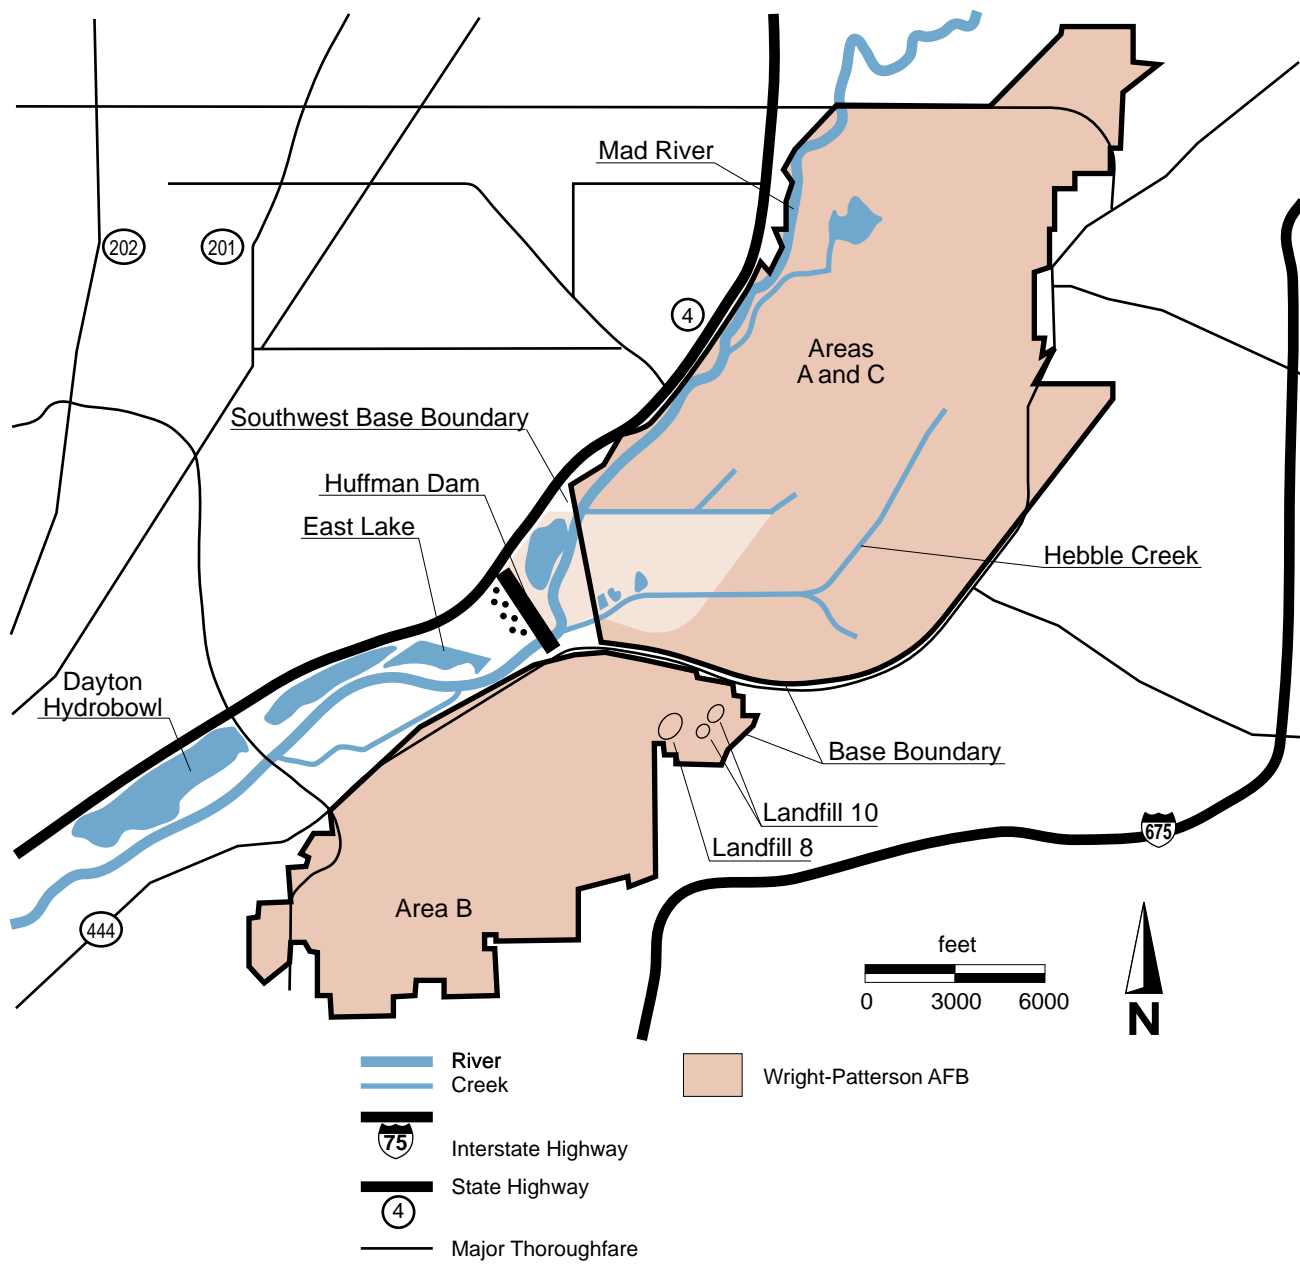 Mad River
202
201
4
Areas
A and C
Southwest Base Boundary
Huffman Dam
East Lake
Hebble Creek
Dayton
Hydrobowl
Base Boundary
Landfill 10
675
Landfill 8
Area B
444
feet
0 3000 6000
N
River
Creek
Wright-Patterson AFB
75
Interstate Highway
State Highway
4
Major Thoroughfare